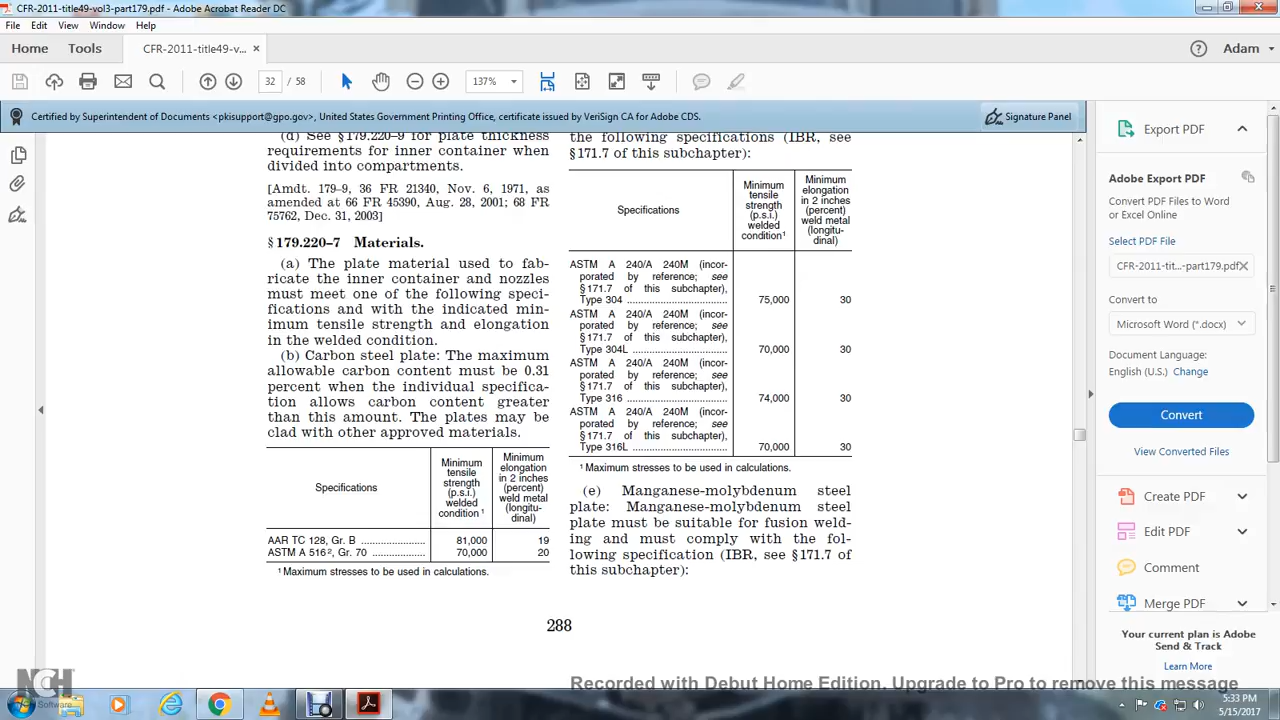 CFR-2011-title49-vol3-part179.pdf - Adobe Acrobat Reader DC
File Edit View Window Help
Home Tools CFR-2011-title49-v... × Adam
32 / 58 137%
Certified by Superintendent of Documents <pkisupport@gpo.gov>, United States Government Printing Office, certificate issued by VeriSign CA for Adobe CDS. Signature Panel
(d) See §179.220–9 for plate thickness
requirements for inner container when
divided into compartments.
[Amdt. 179–9, 36 FR 21340, Nov. 6, 1971, as
amended at 66 FR 45390, Aug. 28, 2001; 68 FR
75762, Dec. 31, 2003]
§ 179.220–7 Materials.
(a) The plate material used to fab-
ricate the inner container and nozzles
must meet one of the following speci-
fications and with the indicated min-
imum tensile strength and elongation
in the welded condition.
(b) Carbon steel plate: The maximum
allowable carbon content must be 0.31
percent when the individual specifica-
tion allows carbon content greater
than this amount. The plates may be
clad with other approved materials.
Specifications
Minimum
tensile
strength
(p.s.i.)
welded
condition ¹
Minimum
elongation
in 2 inches
(percent)
weld metal
(longitu-
dinal)
AAR TC 128, Gr. B ...................... 81,000 19
ASTM A 516 ², Gr. 70 .................. 70,000 20
¹ Maximum stresses to be used in calculations.
the following specifications (IBR, see
§171.7 of this subchapter):
Specifications
Minimum
tensile
strength
(p.s.i.)
welded
condition ¹
Minimum
elongation
in 2 inches
(percent)
weld metal
(longitu-
dinal)
ASTM A 240/A 240M (incor-
porated by reference; see
§ 171.7 of this subchapter),
Type 304 ............................ 75,000 30
ASTM A 240/A 240M (incor-
porated by reference; see
§ 171.7 of this subchapter),
Type 304L .......................... 70,000 30
ASTM A 240/A 240M (incor-
porated by reference; see
§ 171.7 of this subchapter),
Type 316 ............................ 74,000 30
ASTM A 240/A 240M (incor-
porated by reference; see
§ 171.7 of this subchapter),
Type 316L .......................... 70,000 30
¹ Maximum stresses to be used in calculations.
(e) Manganese-molybdenum steel
plate: Manganese-molybdenum steel
plate must be suitable for fusion weld-
ing and must comply with the fol-
lowing specification (IBR, see §171.7 of
this subchapter):
288
Export PDF
Adobe Export PDF
Convert PDF Files to Word
or Excel Online
Select PDF File
CFR-2011-tit...-part179.pdf
Convert to
Microsoft Word (*.docx)
Document Language:
English (U.S.) Change
Convert
View Converted Files
Create PDF
Edit PDF
Comment
Merge PDF
Your current plan is Adobe
Send & Track
Learn More
Recorded with Debut Home Edition. Upgrade to Pro to remove this message
NCH
Software
5:33 PM
5/15/2017